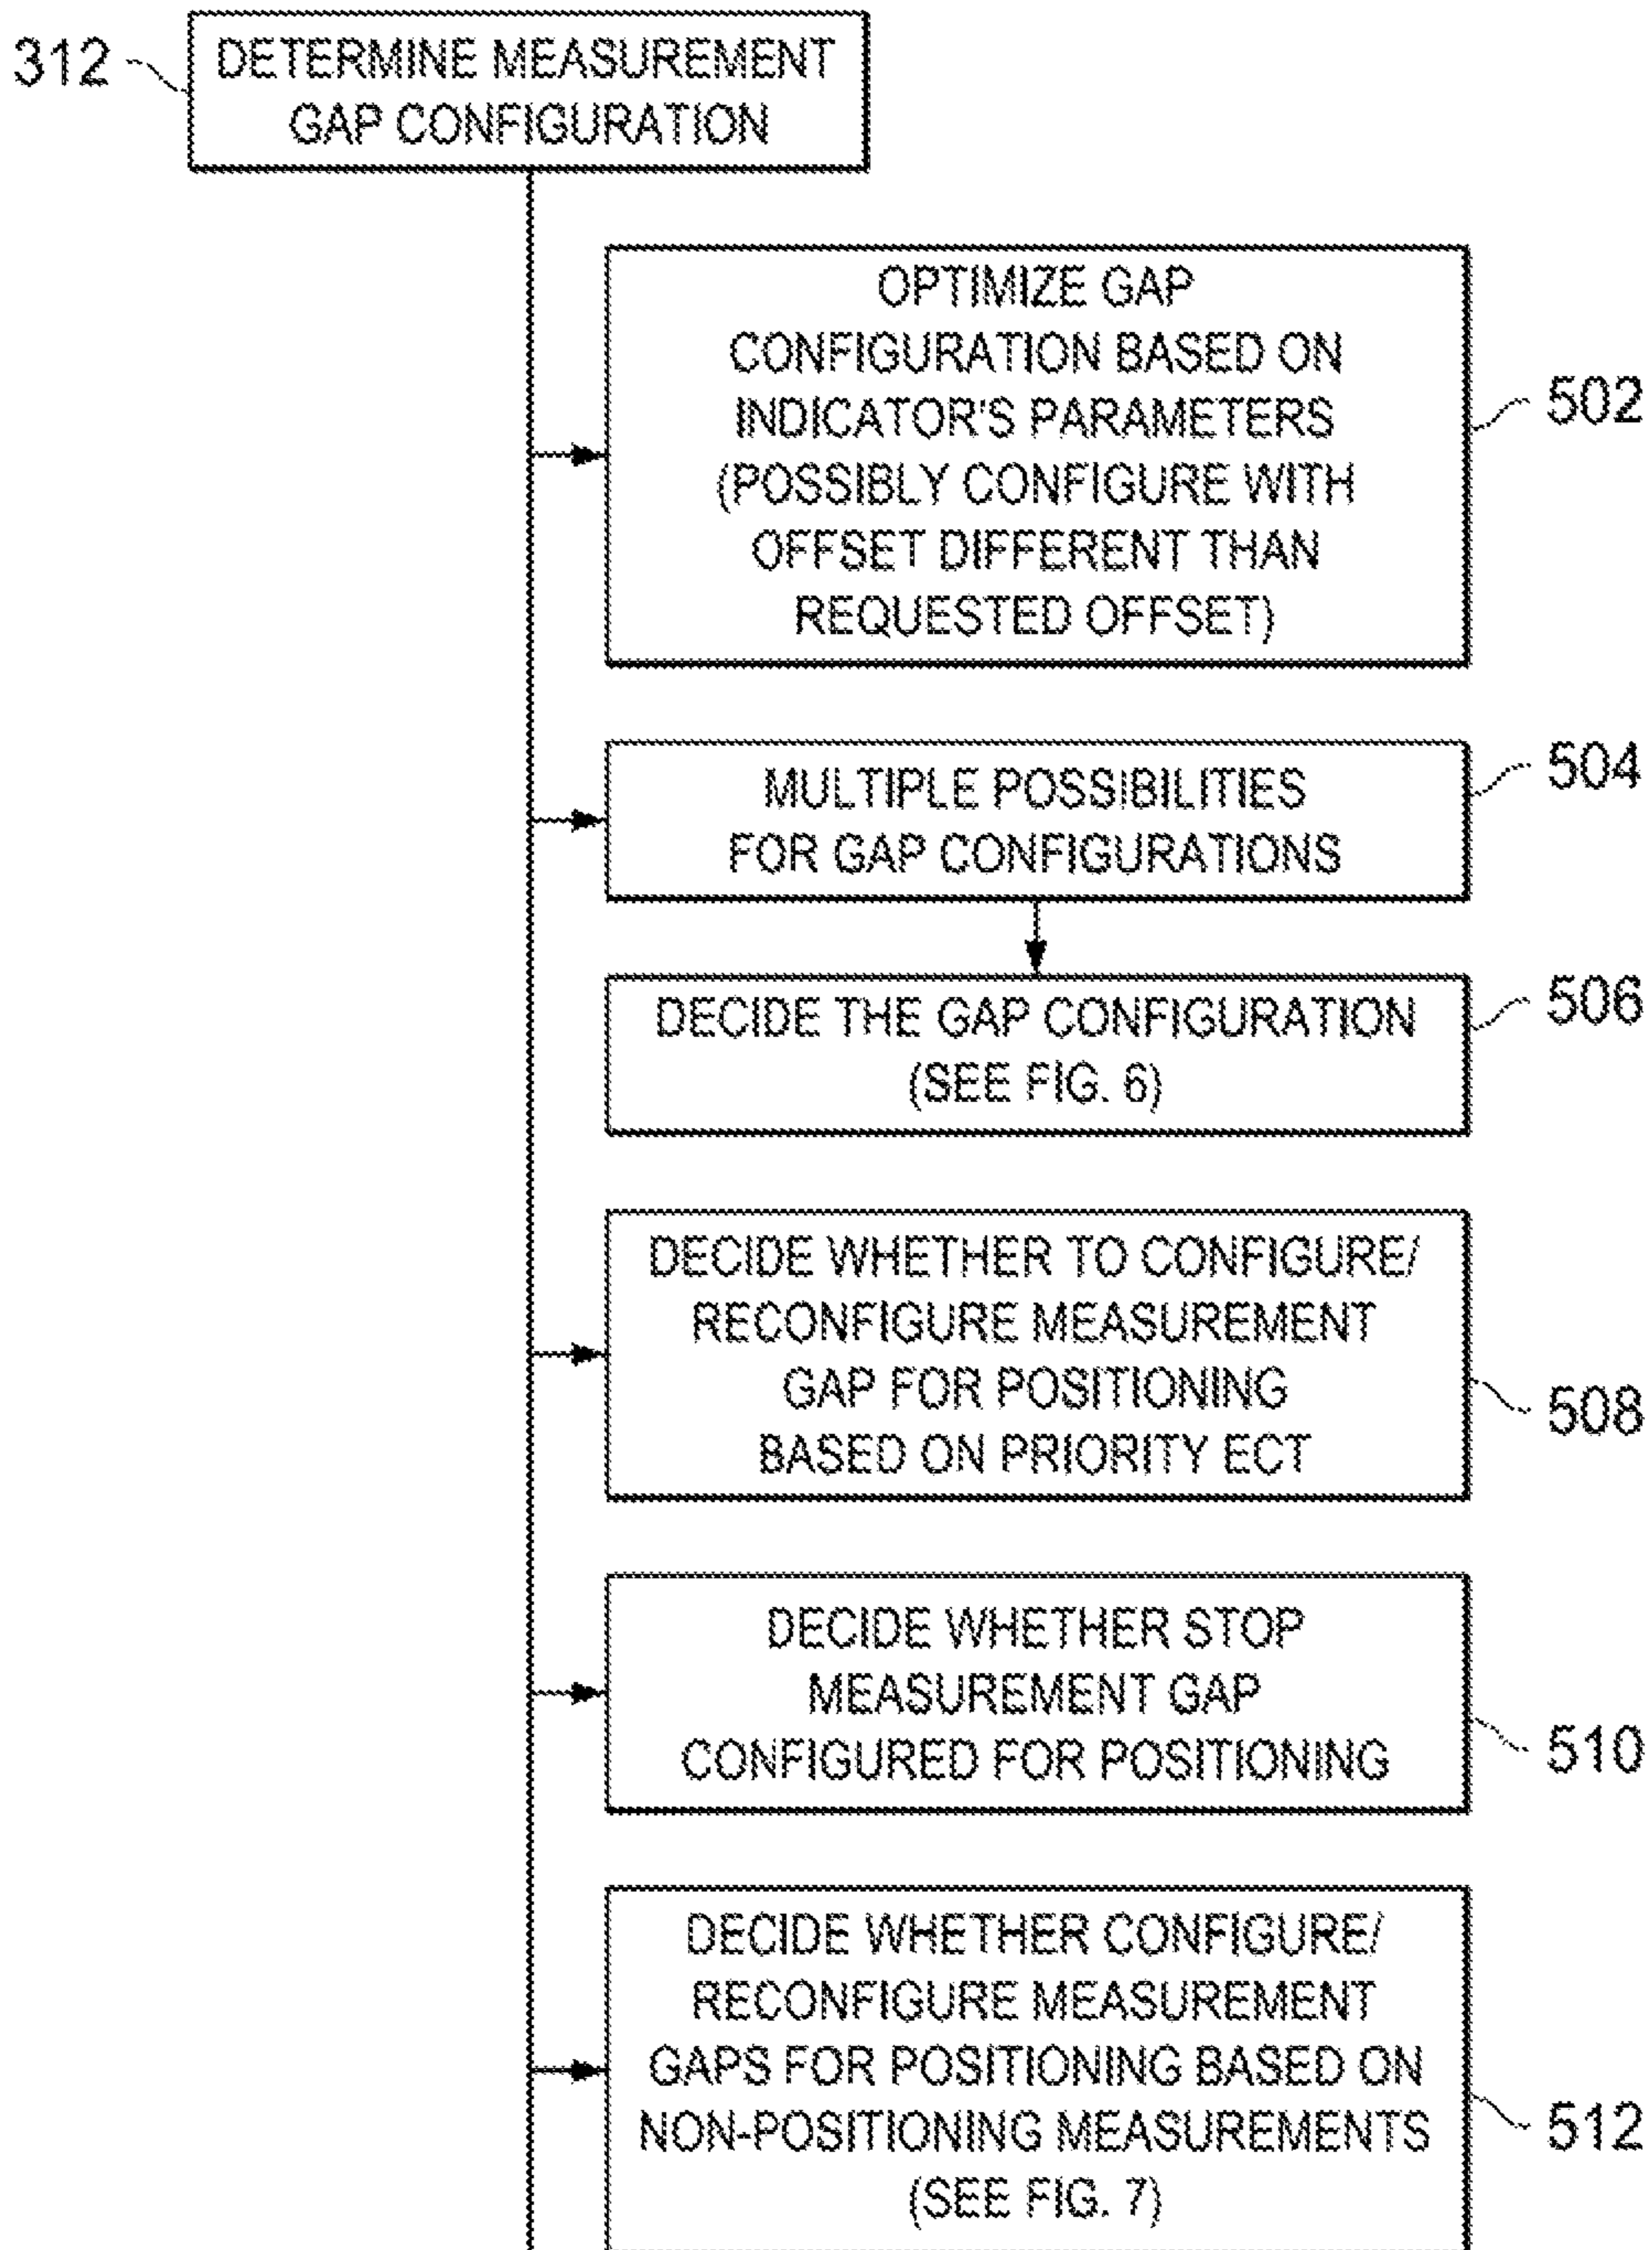 312
DETERMINE MEASUREMENT
GAP CONFIGURATION
OPTIMIZE GAP
CONFIGURATION BASED ON
INDICATOR'S PARAMETERS
(POSSIBLY CONFIGURE WITH
OFFSET DIFFERENT THAN
REQUESTED OFFSET)
502
MULTIPLE POSSIBILITIES
FOR GAP CONFIGURATIONS
504
DECIDE THE GAP CONFIGURATION
(SEE FIG. 6)
506
DECIDE WHETHER TO CONFIGURE/
RECONFIGURE MEASUREMENT
GAP FOR POSITIONING
BASED ON PRIORITY ECT
508
DECIDE WHETHER STOP
MEASUREMENT GAP
CONFIGURED FOR POSITIONING
510
DECIDE WHETHER CONFIGURE/
RECONFIGURE MEASUREMENT
GAPS FOR POSITIONING BASED ON
NON-POSITIONING MEASUREMENTS
(SEE FIG. 7)
512